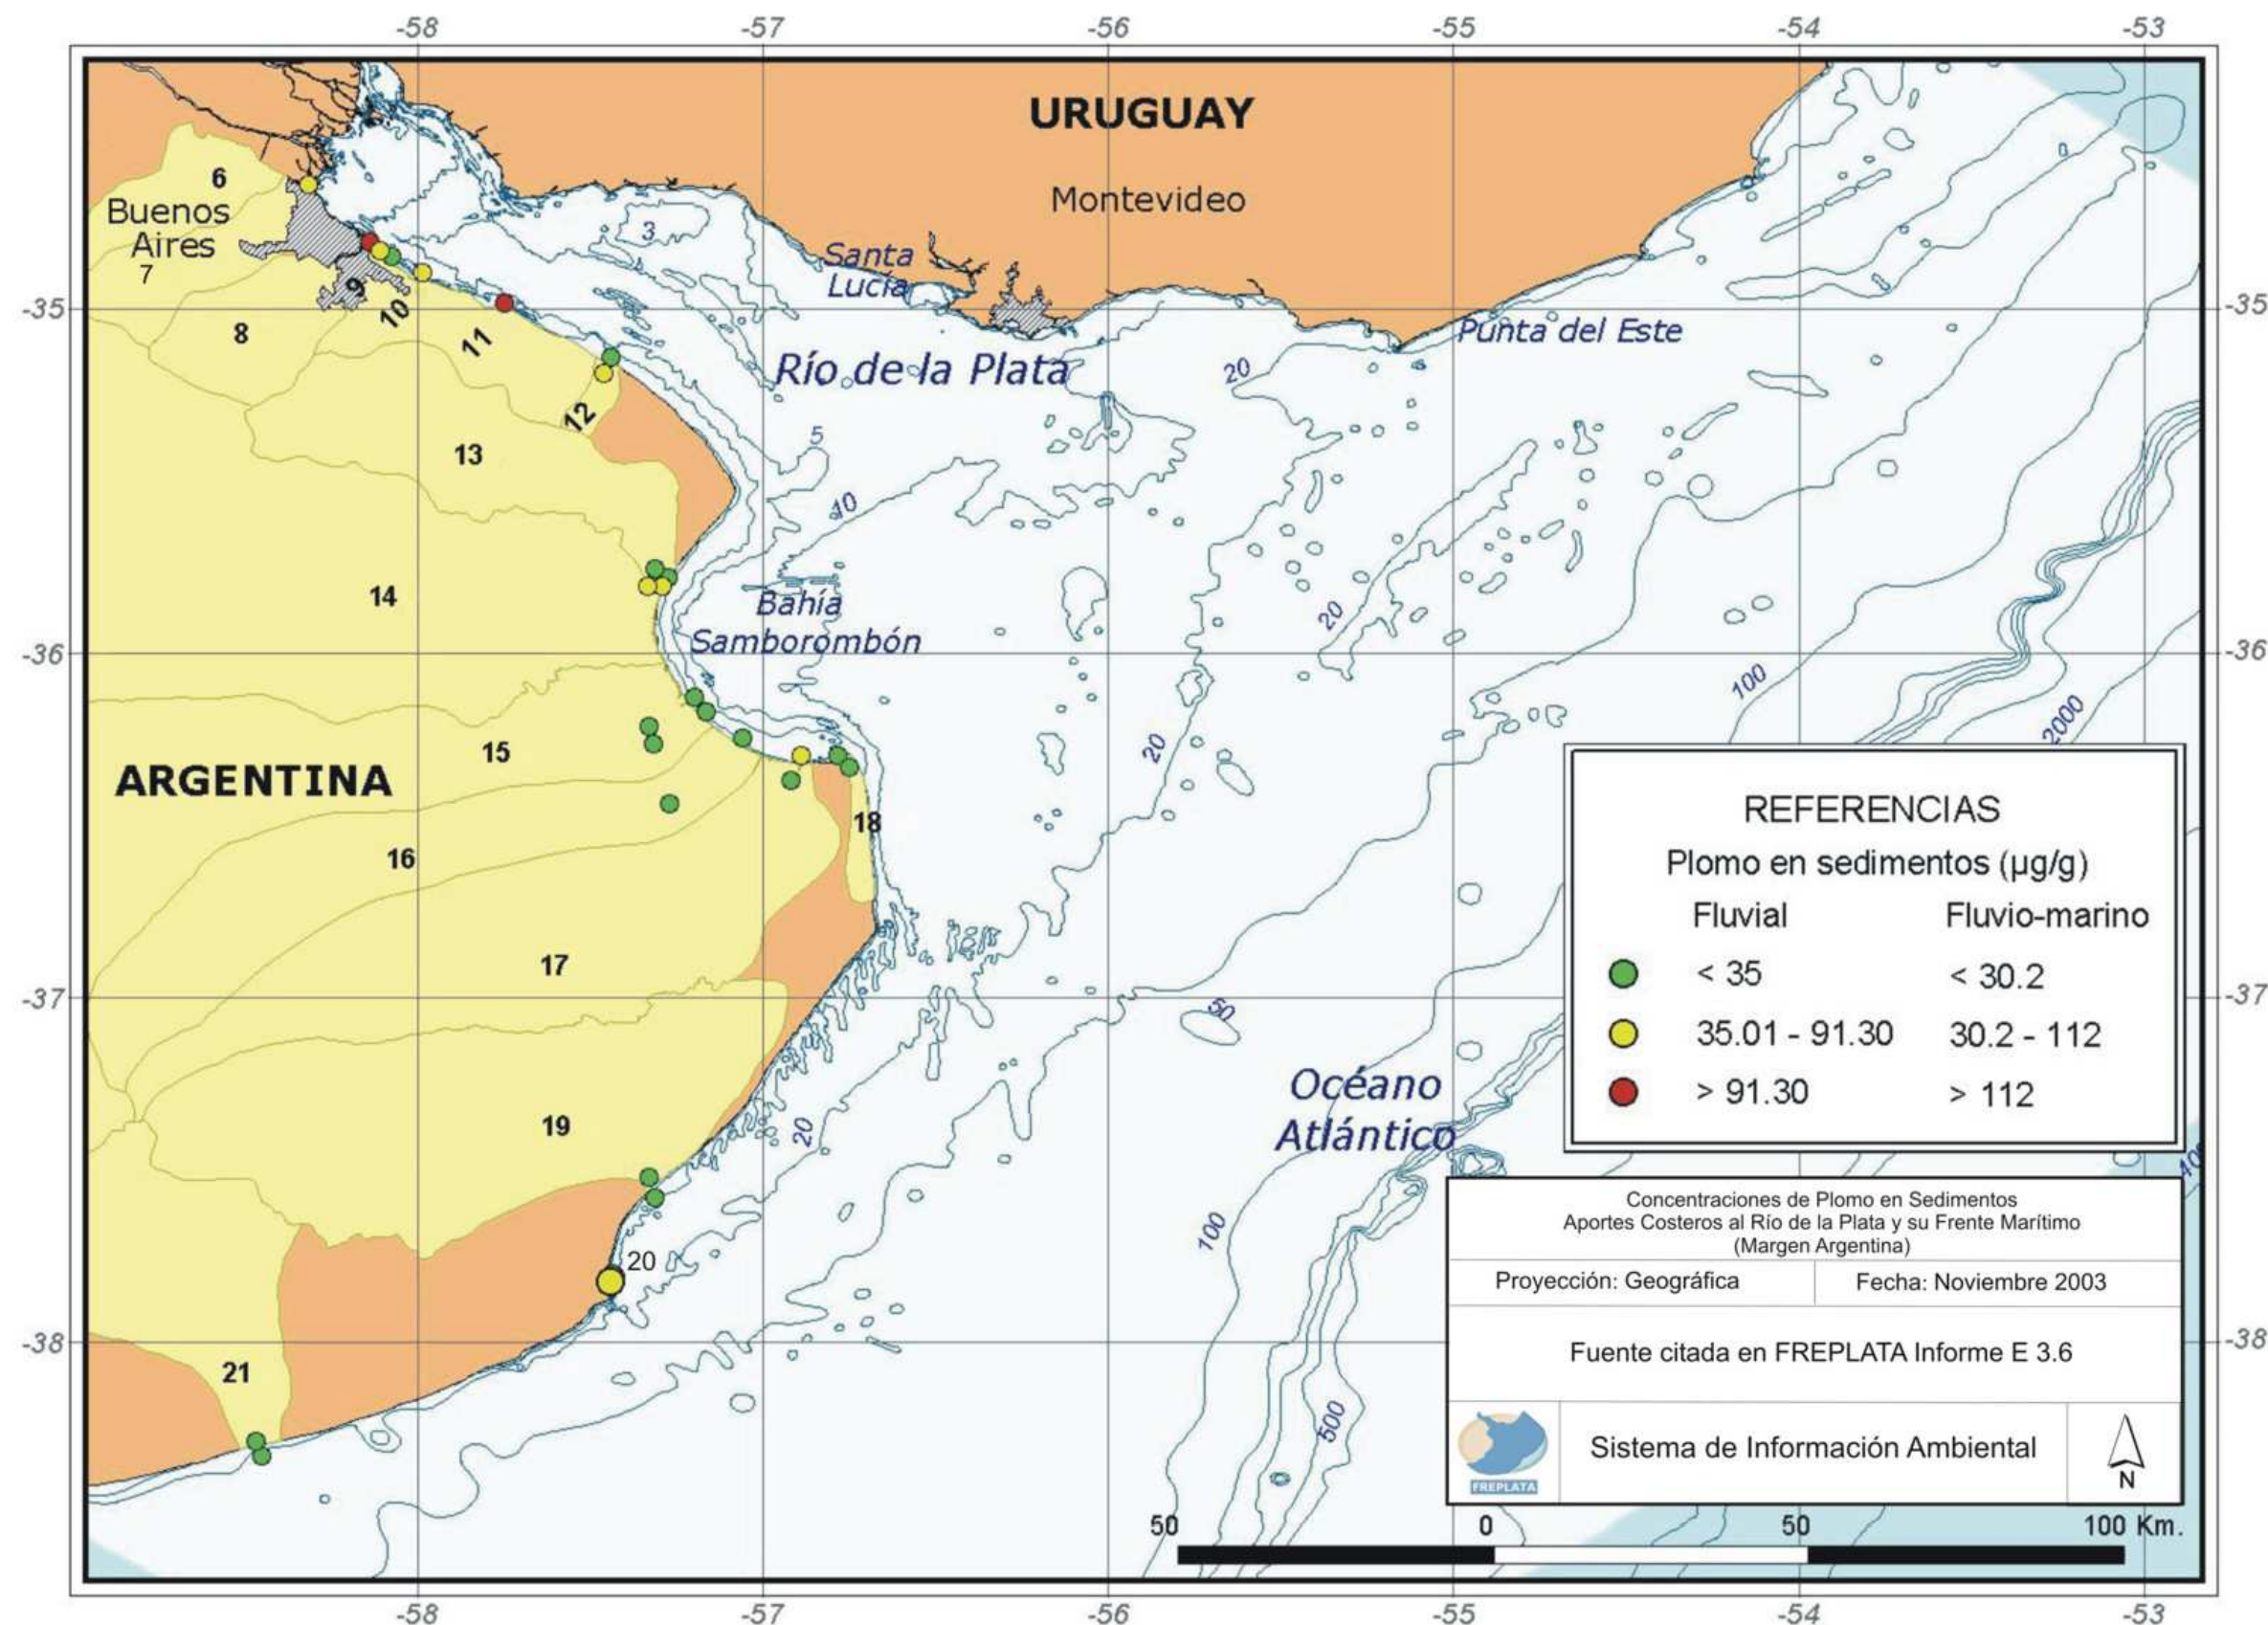 -58 -57 -56 -55 -54 -53
URUGUAY
Montevideo
6
Buenos
Aires
7
3
Santa
Lucía
9
10
-35 -35
8
11
Punta del Este
Río de la Plata
20
12
5
13
10
14
Bahía
Samborombón
20
-36 -36
100
2000
15
20
ARGENTINA
18
16
17
-37 -37
50
19
20
Océano
Atlántico
100
20
-38 -38
21
500
REFERENCIAS
Plomo en sedimentos (µg/g)
Fluvial Fluvio-marino
< 35 < 30.2
35.01 - 91.30 30.2 - 112
> 91.30 > 112
Concentraciones de Plomo en Sedimentos
Aportes Costeros al Río de la Plata y su Frente Marítimo
(Margen Argentina)
Proyección: Geográfica Fecha: Noviembre 2003
Fuente citada en FREPLATA Informe E 3.6
FREPLATA
Sistema de Información Ambiental
N
50 0 50 100 Km.
-58 -57 -56 -55 -54 -53